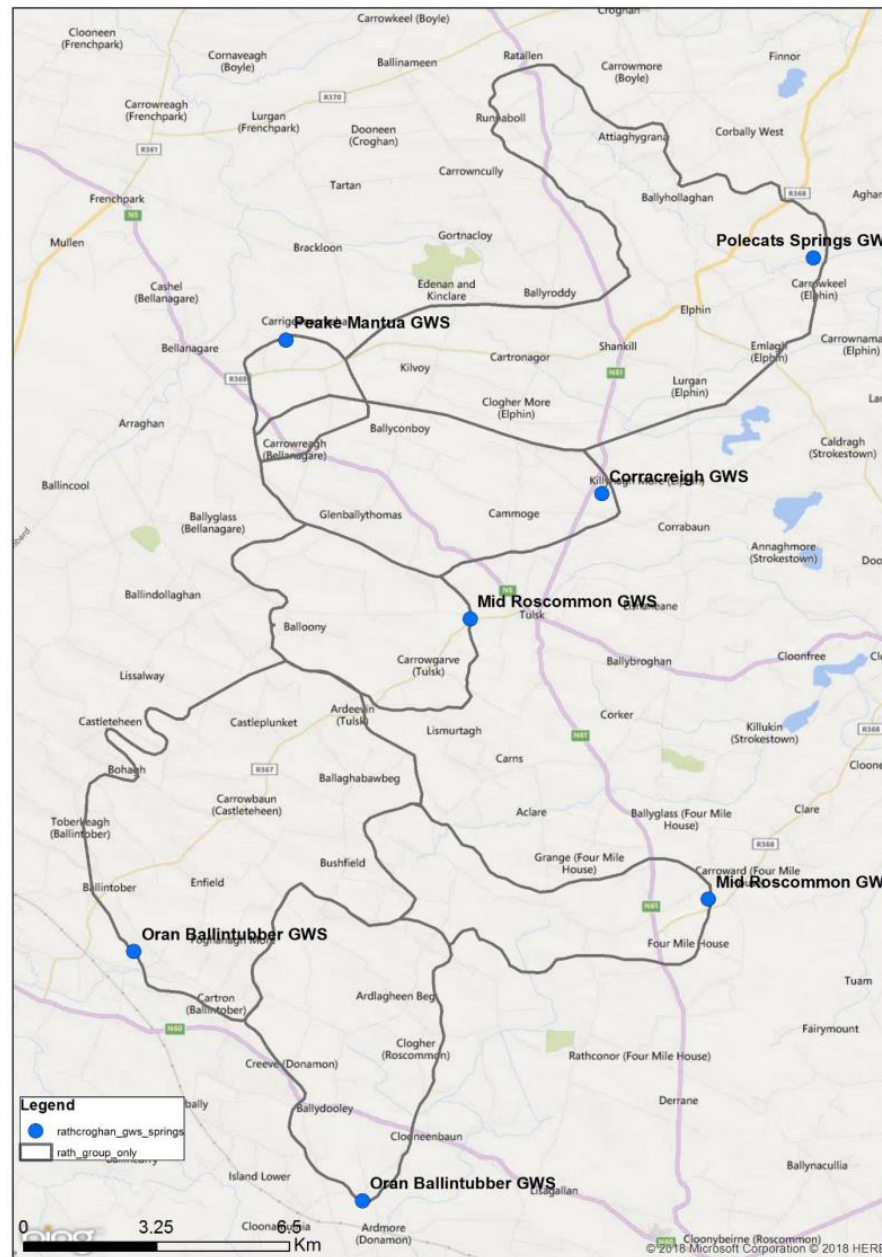 Clooneen
(Frenchpark)
Carrowkeel (Boyle)
Croghan
Cornaveagh
(Boyle)
Ballinameen
Ratallen
Carrowmore
(Boyle)
Finnor
R370
Carrowreagh
(Frenchpark)
Lurgan
(Frenchpark)
Dooneen
(Croghan)
Runnaboll
Attiaghygrana
Corbally West
R361
Tartan
Carrowncully
Ballyhollaghan
R368
Frenchpark
N5
Mullen
Brackloon
Gortnacloy
Polecats Springs GW
Cashel
(Bellanagare)
Edenan and
Kinclare
Ballyroddy
Carrowkeel
(Elphin)
Elphin
Peake Mantua GWS
Bellanagare
Kilvoy
Cartronagor
Shankill
Emlagh
(Elphin)
Carrownama
(Elphin)
R369
N61
Lurgan
(Elphin)
Clogher More
(Elphin)
Arraghan
Ballyconboy
Carrowreagh
(Bellanagare)
Caldragh
(Strokestown)
Ballincool
Corracreigh GWS
Ballyglass
(Bellanagare)
Glenballythomas
Cammoge
Corrabaun
Annaghmore
(Strokestown)
Ballindollaghan
N5
Mid Roscommon GWS
Tulsk
Balloony
Carrowgarve
(Tulsk)
Ballybroghan
Cloonfree
Lissalway
Castleteheen
Castleplunket
Ardeevin
(Tulsk)
Lismurtagh
Corker
Killukin
(Strokestown)
N61
R368
Bohagh
R367
Ballaghabawbeg
Carns
Carrowbaun
(Castleteheen)
Aclare
Ballyglass (Four Mile
House)
Clare
Toberkeagh
(Ballintober)
Bushfield
Grange (Four Mile
House)
R368
Carroward (Four Mile
Ballintober
Enfield
Mid Roscommon GW
N61
Oran Ballintubber GWS
Four Mile House
Cartron
(Ballintober)
Ardlagheen Beg
Tuam
N60
Clogher
(Roscommon)
Fairymount
Creeve (Donamon)
Rathconor (Four Mile House)
Derrane
Legend
rathcroghan_gws_springs
rath_group_only
Ballydooley
Clooneenbaun
Ballynacullia
Island Lower
Oran Ballintubber GWS
Lisagallan
0 3.25 6.5
Km
Ardmore
(Donamon)
N60
Cloonybeirne (Roscommon)
© 2018 Microsoft Corporation © 2018 HERE